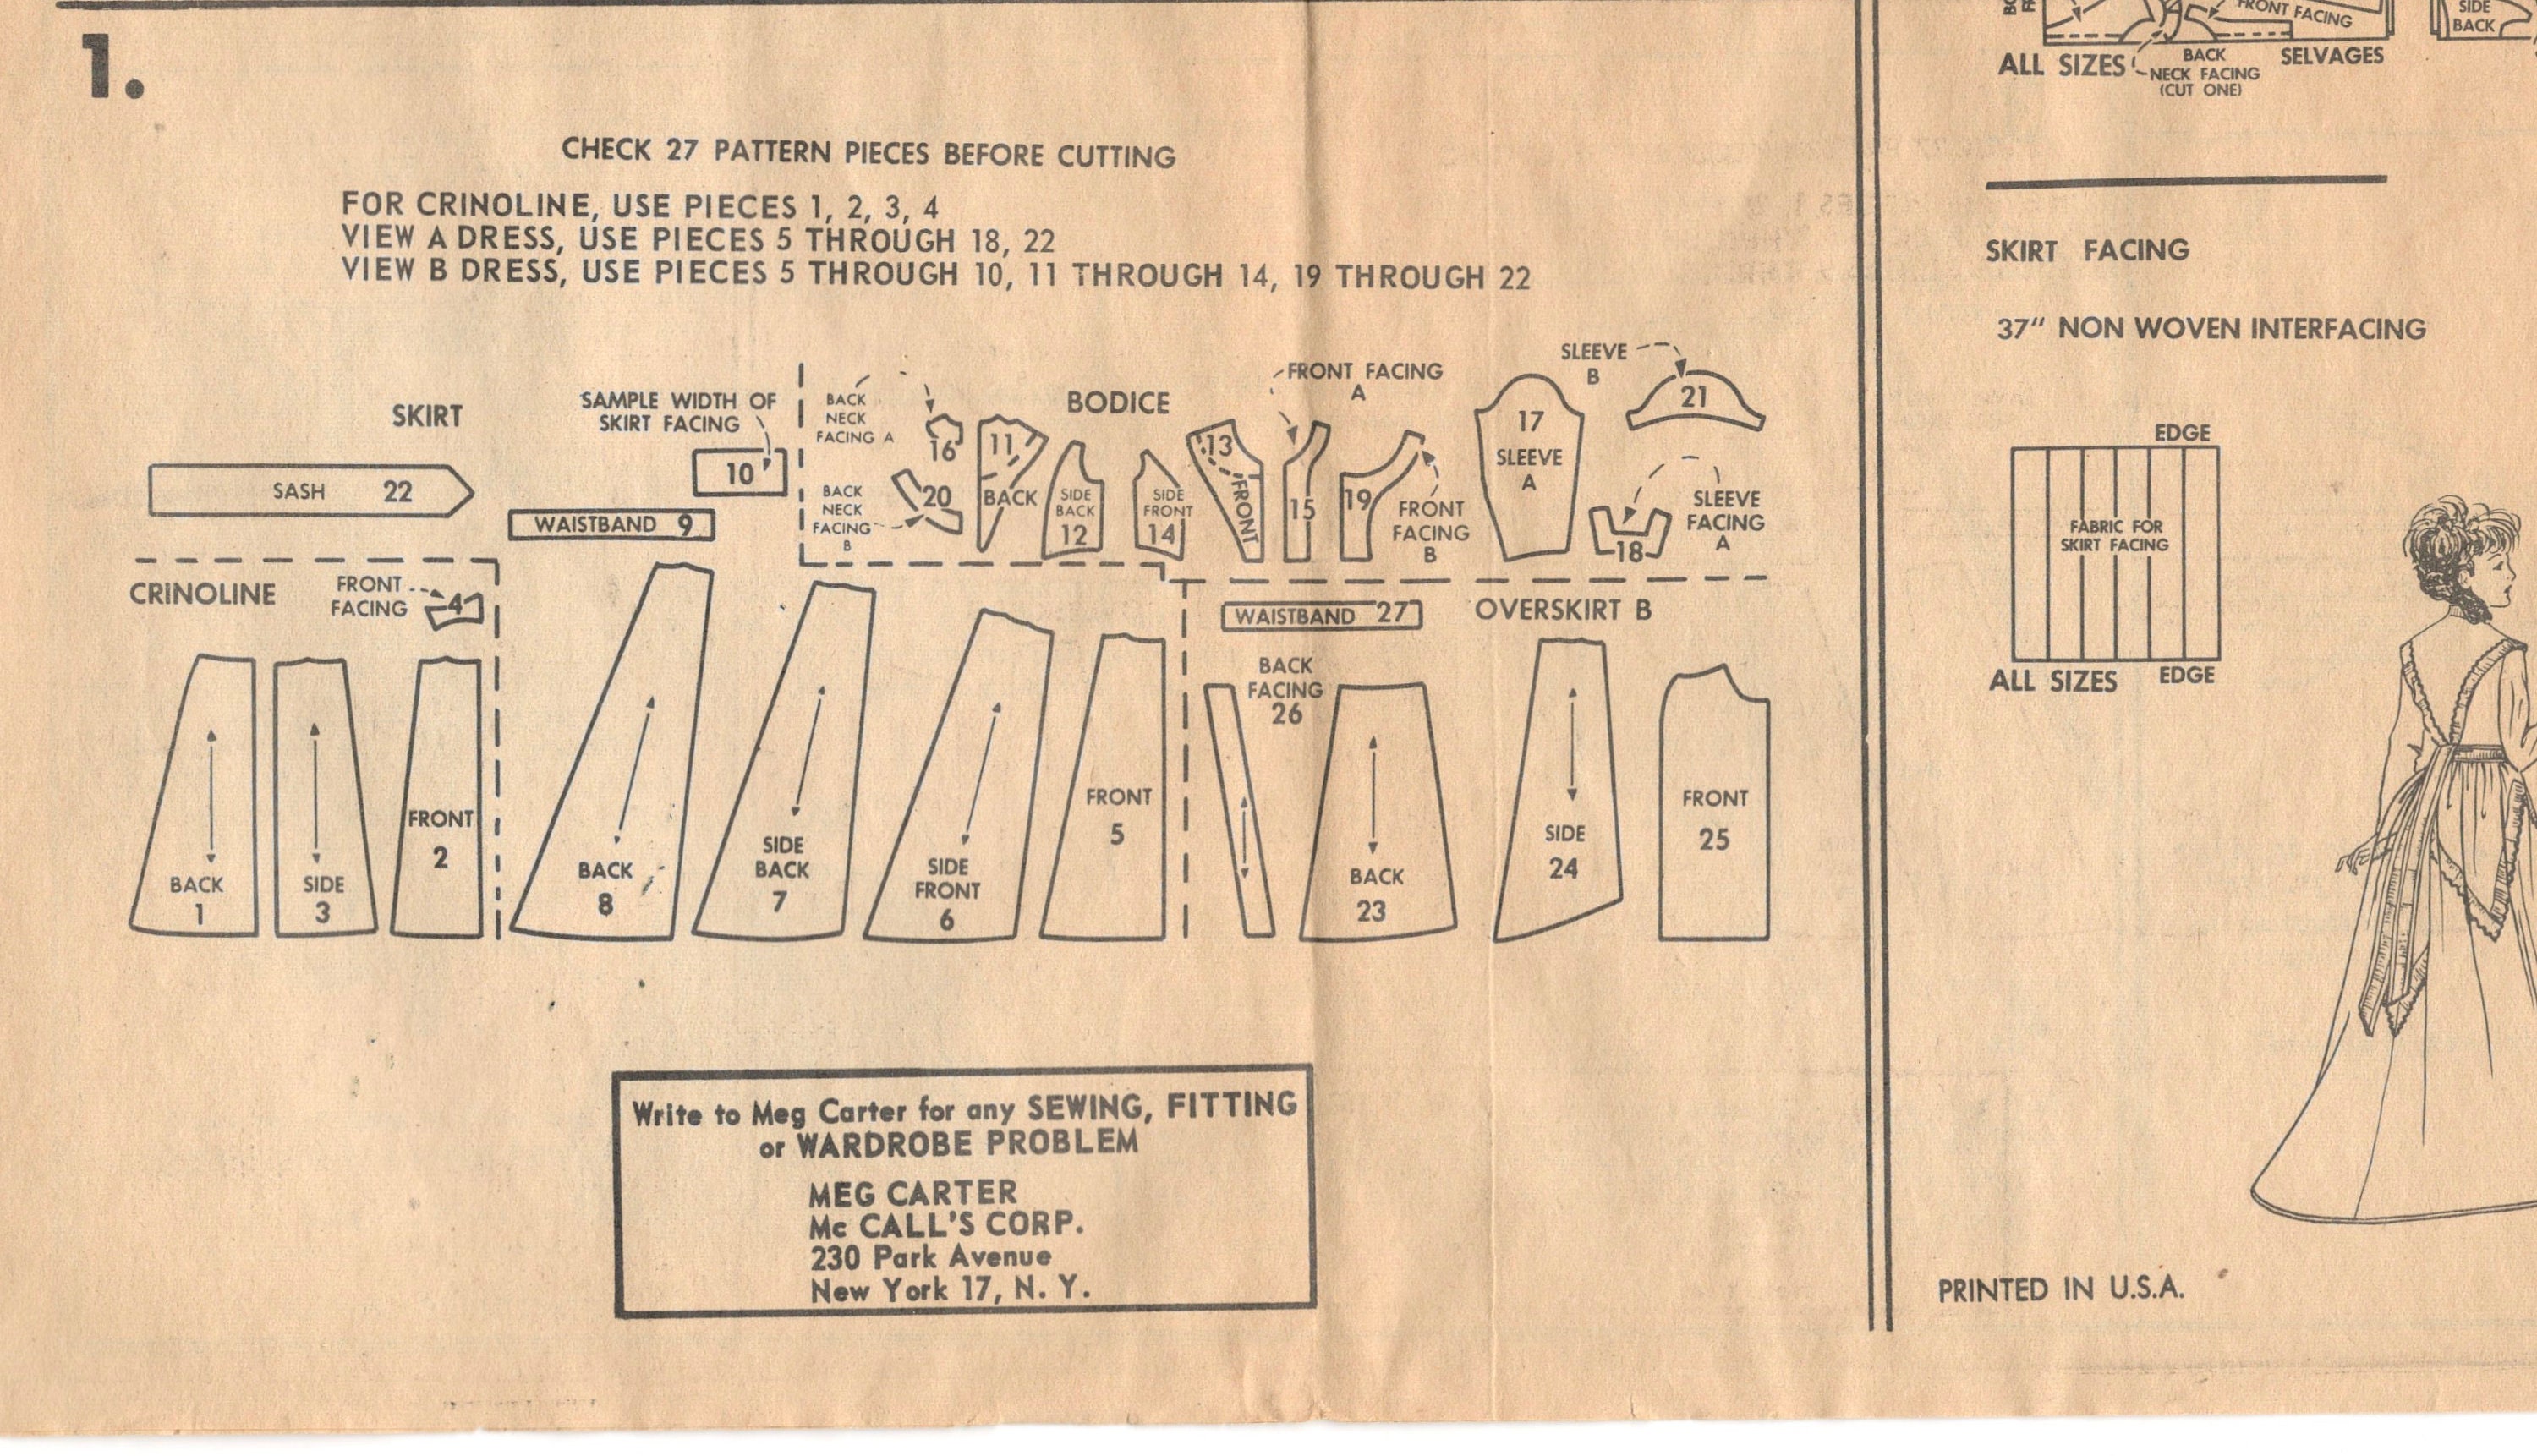 1.
CHECK 27 PATTERN PIECES BEFORE CUTTING
FOR CRINOLINE, USE PIECES 1, 2, 3, 4
VIEW A DRESS, USE PIECES 5 THROUGH 18, 22
VIEW B DRESS, USE PIECES 5 THROUGH 10, 11 THROUGH 14, 19 THROUGH 22
SKIRT
SAMPLE WIDTH OF
SKIRT FACING
10
SASH 22
WAISTBAND 9
CRINOLINE
FRONT
FACING
4
BACK
1
SIDE
3
FRONT
2
BACK
8
SIDE
BACK
7
SIDE
FRONT
6
FRONT
5
BODICE
BACK
NECK
FACING A
16
BACK
NECK
FACING
B
20
11
BACK
SIDE
BACK
12
SIDE
FRONT
14
13
FRONT
FRONT FACING
A
15
19
FRONT
FACING
B
17
SLEEVE
A
SLEEVE
B
21
SLEEVE
FACING
A
18
WAISTBAND 27
OVERSKIRT B
BACK
FACING
26
BACK
23
SIDE
24
FRONT
25
Write to Meg Carter for any SEWING, FITTING
or WARDROBE PROBLEM
MEG CARTER
Mc CALL'S CORP.
230 Park Avenue
New York 17, N. Y.
FRONT FACING
SIDE
BACK
ALL SIZES
BACK
NECK FACING
(CUT ONE)
SELVAGES
SKIRT FACING
37" NON WOVEN INTERFACING
EDGE
FABRIC FOR
SKIRT FACING
ALL SIZES
EDGE
PRINTED IN U.S.A.